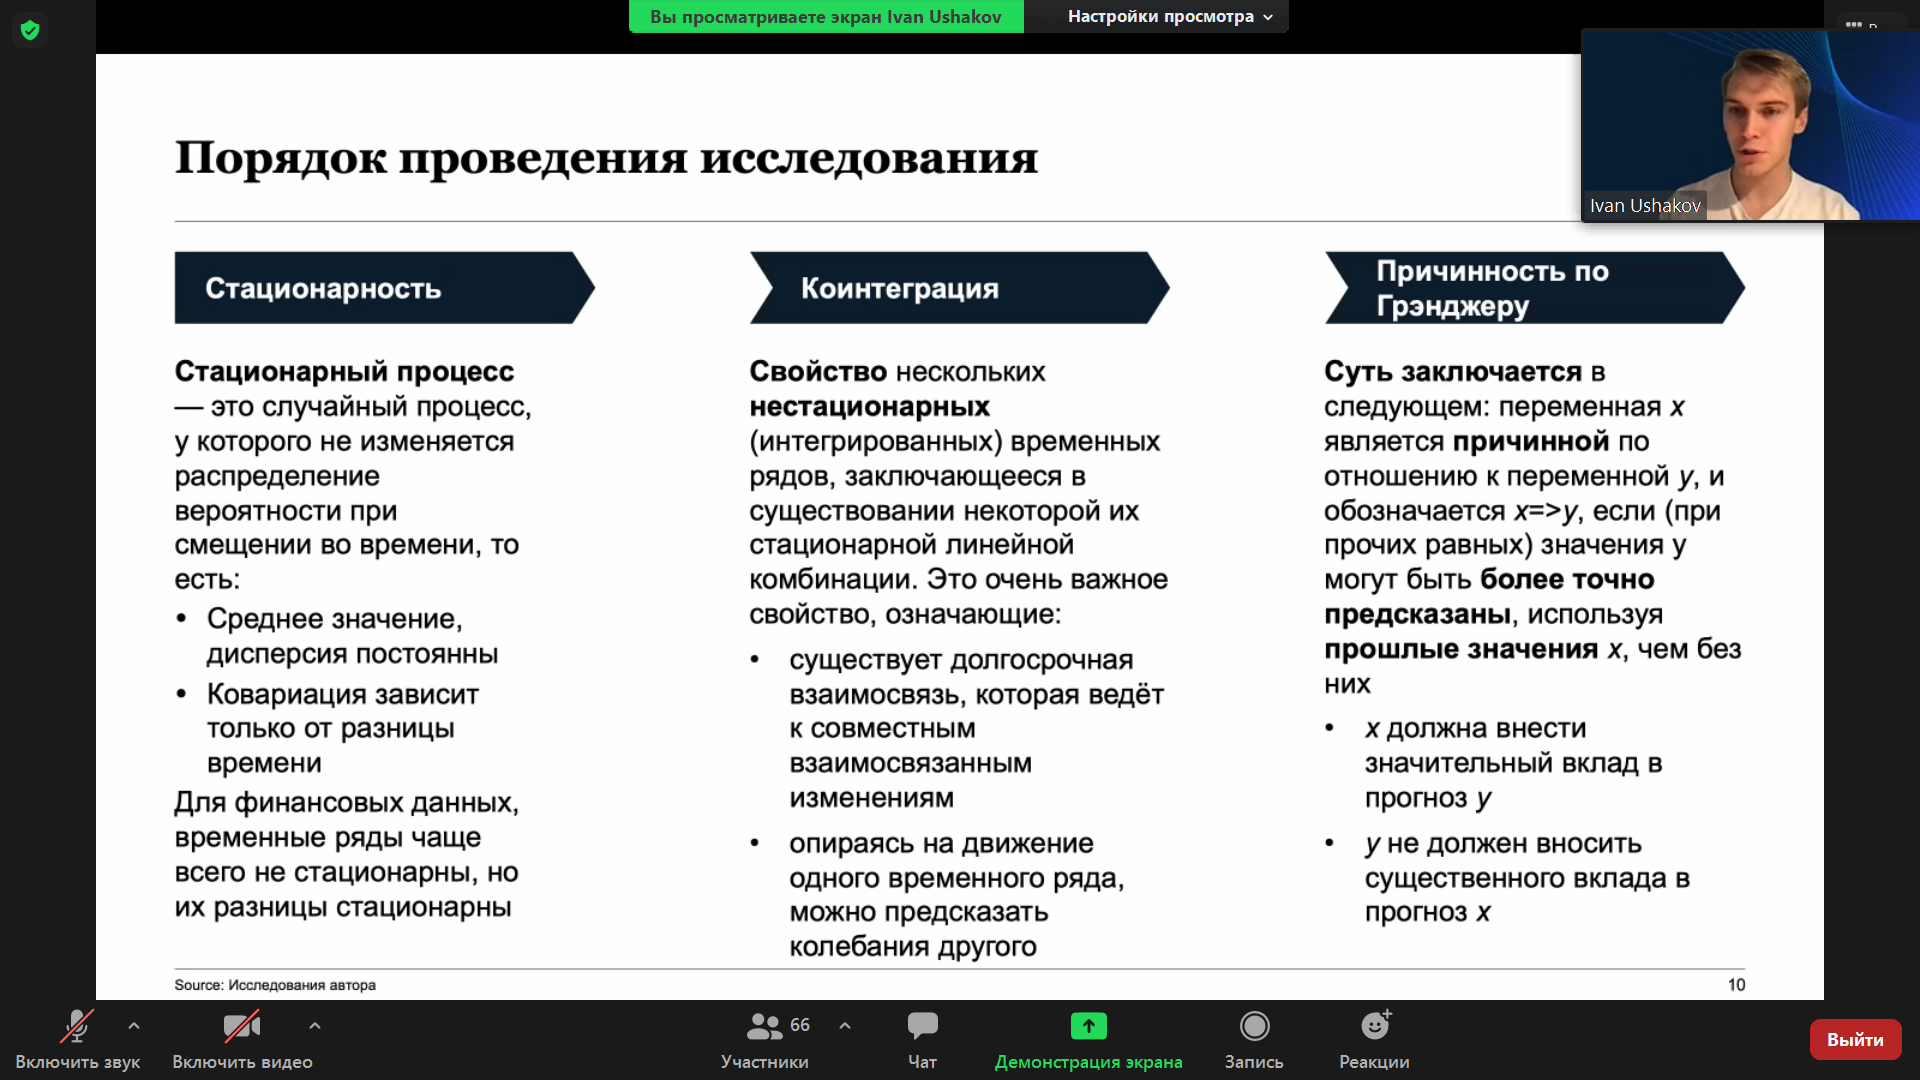 Вы просматриваете экран Ivan Ushakov
Настройки просмотра
Ivan Ushakov
Порядок проведения исследования
Стационарность
Стационарный процесс
— это случайный процесс,
у которого не изменяется
распределение
вероятности при
смещении во времени, то
есть:
• Среднее значение,
дисперсия постоянны
• Ковариация зависит
только от разницы
времени
Для финансовых данных,
временные ряды чаще
всего не стационарны, но
их разницы стационарны
Коинтеграция
Свойство нескольких
нестационарных
(интегрированных) временных
рядов, заключающееся в
существовании некоторой их
стационарной линейной
комбинации. Это очень важное
свойство, означающие:
• существует долгосрочная
взаимосвязь, которая ведёт
к совместным
взаимосвязанным
изменениям
• опираясь на движение
одного временного ряда,
можно предсказать
колебания другого
Причинность по
Грэнджеру
Суть заключается в
следующем: переменная x
является причинной по
отношению к переменной y, и
обозначается x=>y, если (при
прочих равных) значения y
могут быть более точно
предсказаны, используя
прошлые значения x, чем без
них
• x должна внести
значительный вклад в
прогноз y
• y не должен вносить
существенного вклада в
прогноз x
Source: Исследования автора
10
Включить звук
Включить видео
66
Участники
Чат
Демонстрация экрана
Запись
Реакции
Выйти